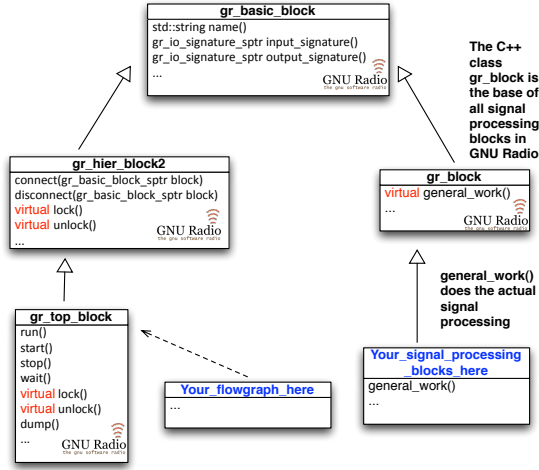 gr_basic_block
std::string name()
gr_io_signature_sptr input_signature()
gr_io_signature_sptr output_signature()
...
GNU Radio
the gnu software radio
The C++
class
gr_block is
the base of
all signal
processing
blocks in
GNU Radio
gr_hier_block2
connect(gr_basic_block_sptr block)
disconnect(gr_basic_block_sptr block)
virtual lock()
virtual unlock()
...
GNU Radio
the gnu software radio
gr_block
virtual general_work()
...
GNU Radio
the gnu software radio
general_work()
does the actual
signal
processing
gr_top_block
run()
start()
stop()
wait()
virtual lock()
virtual unlock()
dump()
...
GNU Radio
the gnu software radio
Your_flowgraph_here
...
Your_signal_processing
_blocks_here
general_work()
...